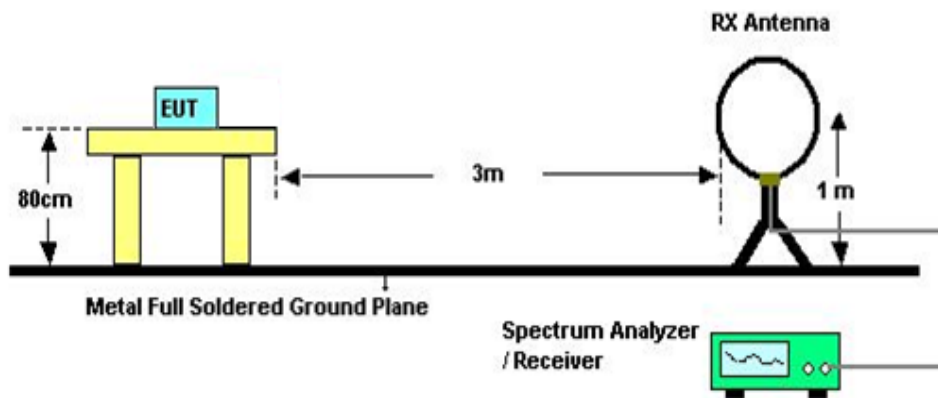 RX Antenna
EUT
3m
80cm
1 m
Metal Full Soldered Ground Plane
Spectrum Analyzer
/ Receiver